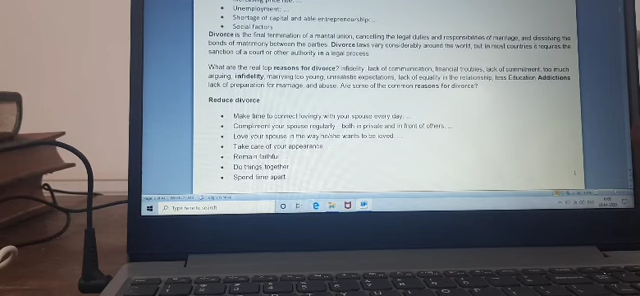 Unemployment: ...
Shortage of capital and able entrepreneurship: ...
Social factors
Divorce is the final termination of a marital union, cancelling the legal duties and responsibilities of marriage, and dissolving the
bonds of matrimony between the parties. Divorce laws vary considerably around the world, but in most countries it requires the
sanction of a court or other authority in a legal process
What are the real top reasons for divorce? Infidelity, lack of communication, financial troubles, lack of commitment, too much
arguing, infidelity, marrying too young, unrealistic expectations, lack of equality in the relationship, less Education Addictions
lack of preparation for marriage, and abuse. Are some of the common reasons for divorce?
Reduce divorce
Make time to connect lovingly with your spouse every day. ...
Compliment your spouse regularly - both in private and in front of others. ...
Love your spouse in the way he/she wants to be loved
Take care of your appearance
Remain faithful
Do things together
Spend time apart
Type here to search